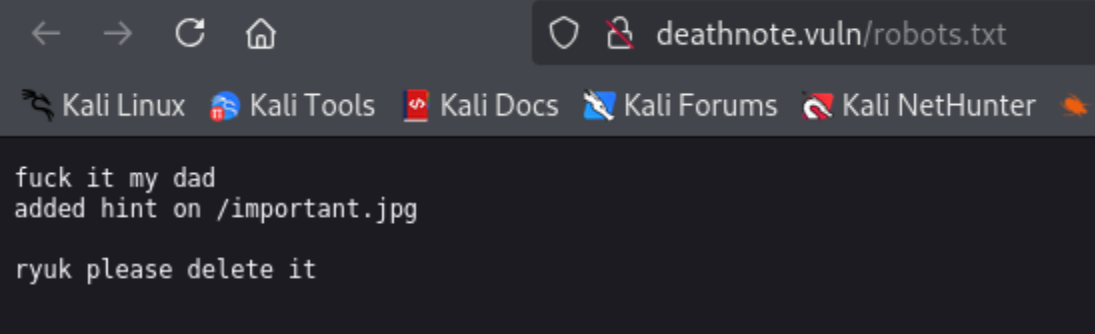 deathnote.vuln/robots.txt
Kali Linux Kali Tools Kali Docs Kali Forums Kali NetHunter
fuck it my dad
added hint on /important.jpg
ryuk please delete it